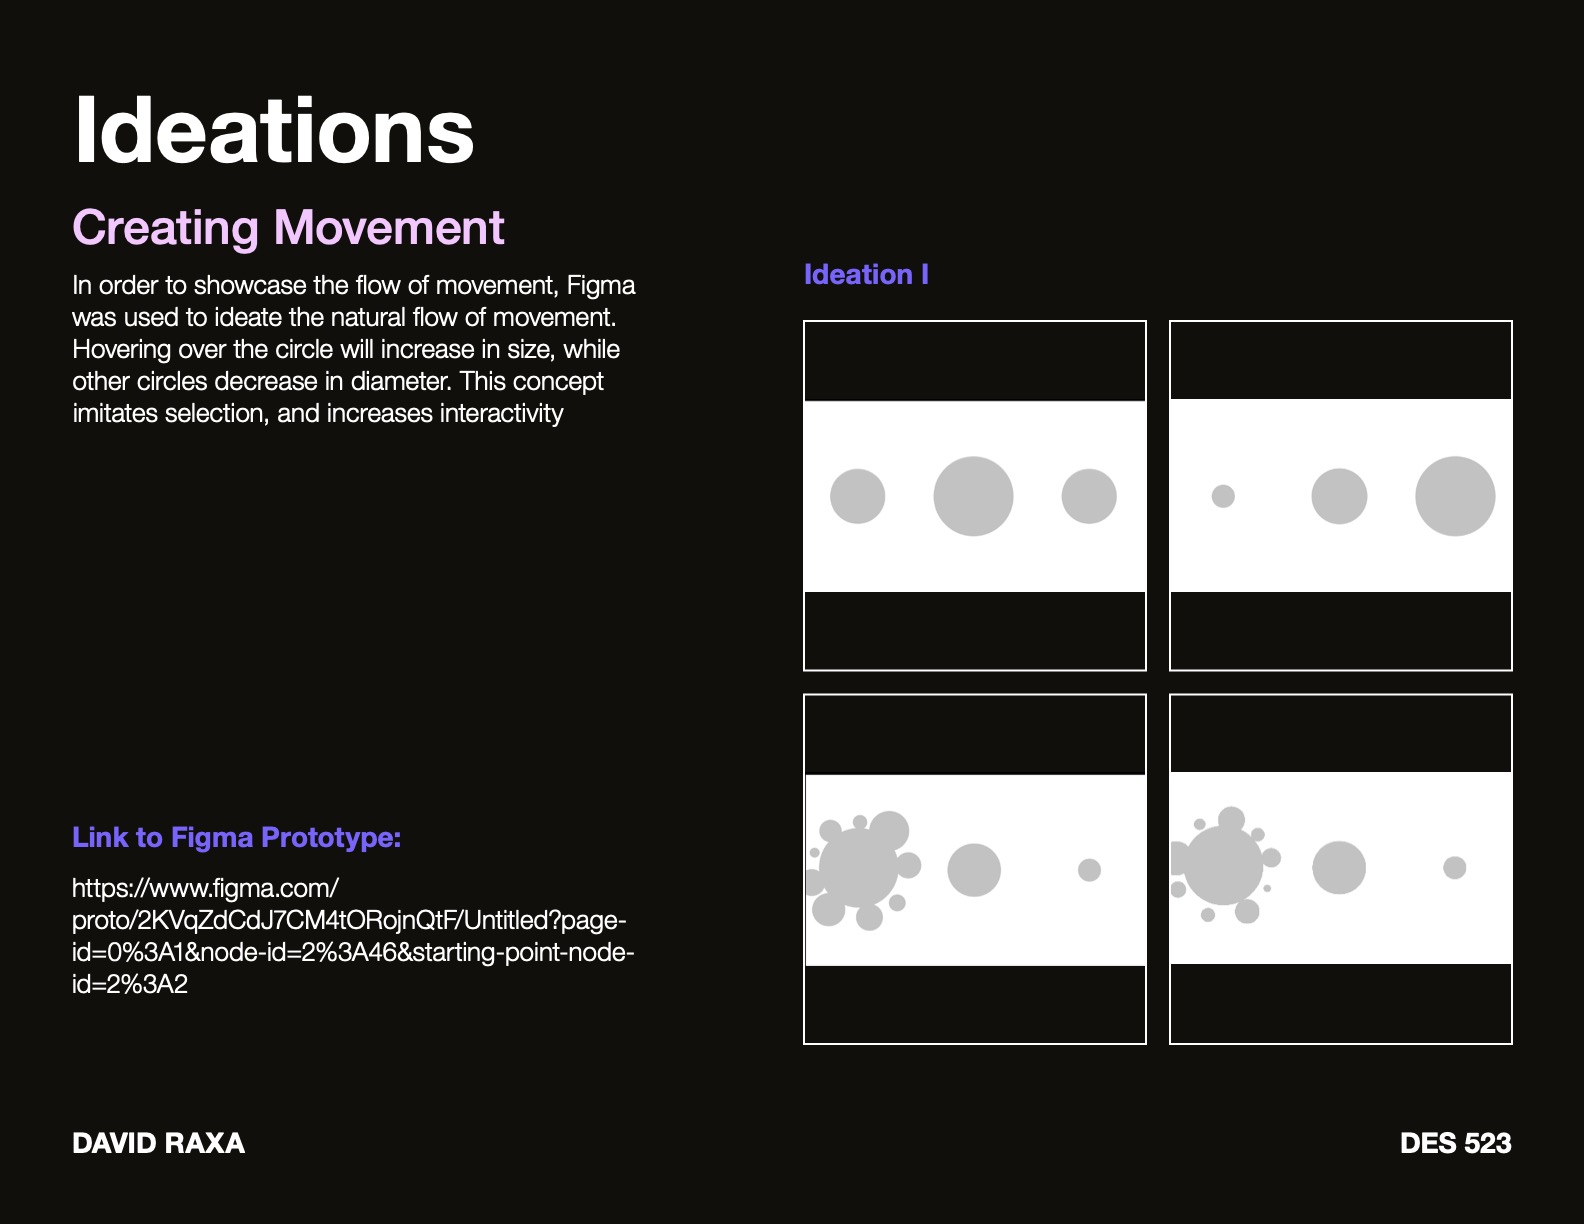 Ideations
Creating Movement
In order to showcase the flow of movement, Figma
was used to ideate the natural flow of movement.
Hovering over the circle will increase in size, while
other circles decrease in diameter. This concept
imitates selection, and increases interactivity
Ideation I
Link to Figma Prototype:
https://www.figma.com/
proto/2KVqZdCdJ7CM4tORojnQtF/Untitled?page-
id=0%3A1&node-id=2%3A46&starting-point-node-
id=2%3A2
DAVID RAXA
DES 523